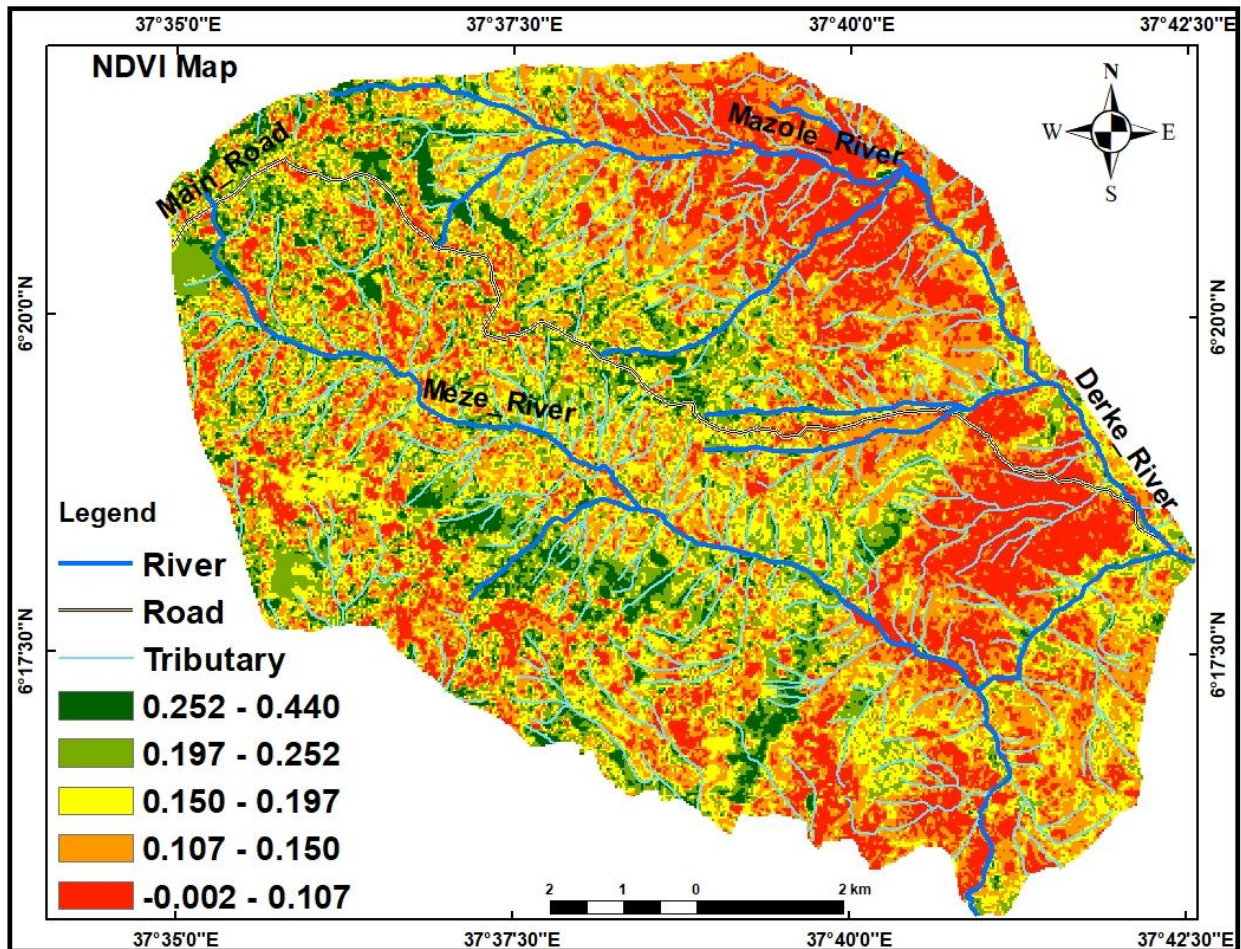 37°35'0"E 37°37'30"E 37°40'0"E 37°42'30"E
NDVI Map
N
W E
S
Main_Road
Mazole_River
6°20'0"N 6°20'0"N
Meze_River
Derke_River
Legend
River
Road
Tributary
6°17'30"N 6°17'30"N
0.252 - 0.440
0.197 - 0.252
0.150 - 0.197
0.107 - 0.150
-0.002 - 0.107
2 1 0 2 km
37°35'0"E 37°37'30"E 37°40'0"E 37°42'30"E